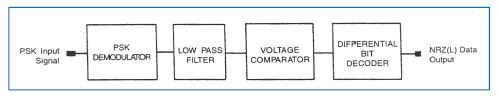 PSK Input
Signal
PSK
DEMODULATOR
LOW PASS
FILTER
VOLTAGE
COMPARATOR
DIFFERENTIAL
BIT
DECODER
NRZ(L) Data
Output